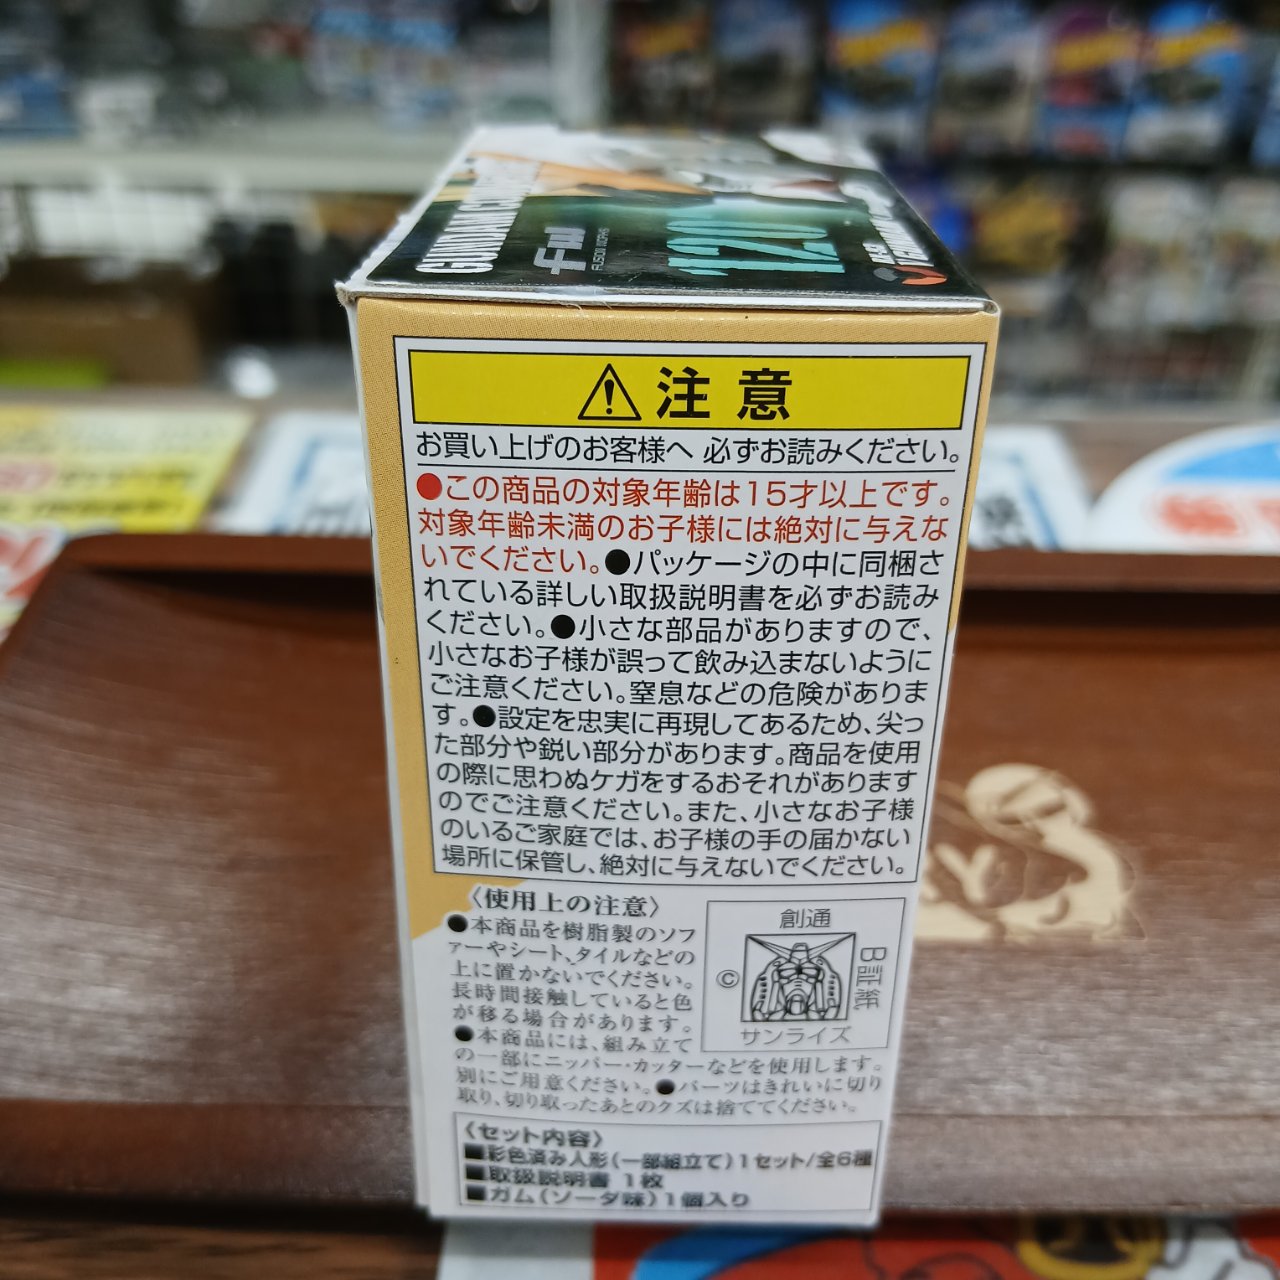 GUNDAM CONVERGE
FW
FUSION WORKS
注意
お買い上げのお客様へ 必ずお読みください。
●この商品の対象年齢は15才以上です。
対象年齢未満のお子様には絶対に与えな
いでください。●パッケージの中に同梱さ
れている詳しい取扱説明書を必ずお読み
ください。●小さな部品がありますので、
小さなお子様が誤って飲み込まないように
ご注意ください。窒息などの危険がありま
す。●設定を忠実に再現してあるため、尖っ
た部分や鋭い部分があります。商品を使用
の際に思わぬケガをするおそれがあります
のでご注意ください。また、小さなお子様
のいるご家庭では、お子様の手の届かない
場所に保管し、絶対に与えないでください。
〈使用上の注意〉
●本商品を樹脂製のソフ
ァーやシート、タイルなどの
上に置かないでください。
長時間接触していると色
が移る場合があります。
●本商品には、組み立て
の一部にニッパー・カッターなどを使用します。
別にご用意ください。●パーツはきれいに切り
取り、切り取ったあとのクズは捨ててください。
創通
©
B証紙
サンライズ
〈セット内容〉
■彩色済み人形（一部組立て）1セット/全6種
■取扱説明書 1枚
■ガム（ソーダ味）1個入り